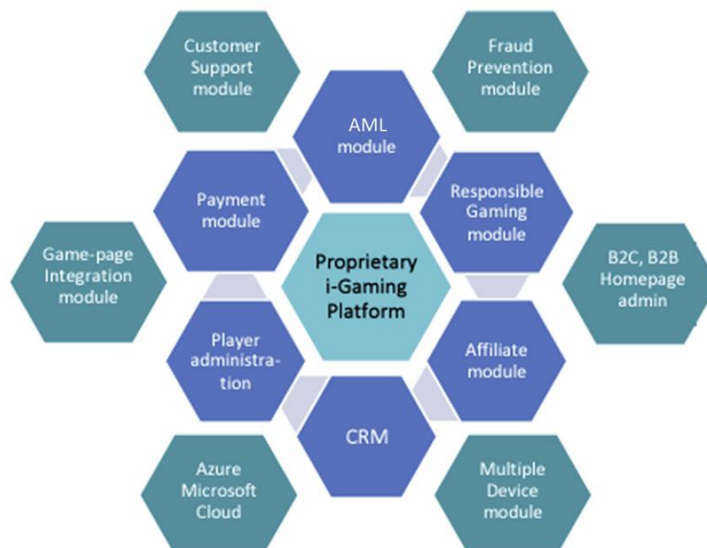 Customer
Support
module
Fraud
Prevention
module
AML
module
Payment
module
Responsible
Gaming
module
Game-page
Integration
module
Proprietary
i-Gaming
Platform
B2C, B2B
Homepage
admin
Player
administra-
tion
Affiliate
module
CRM
Azure
Microsoft
Cloud
Multiple
Device
module